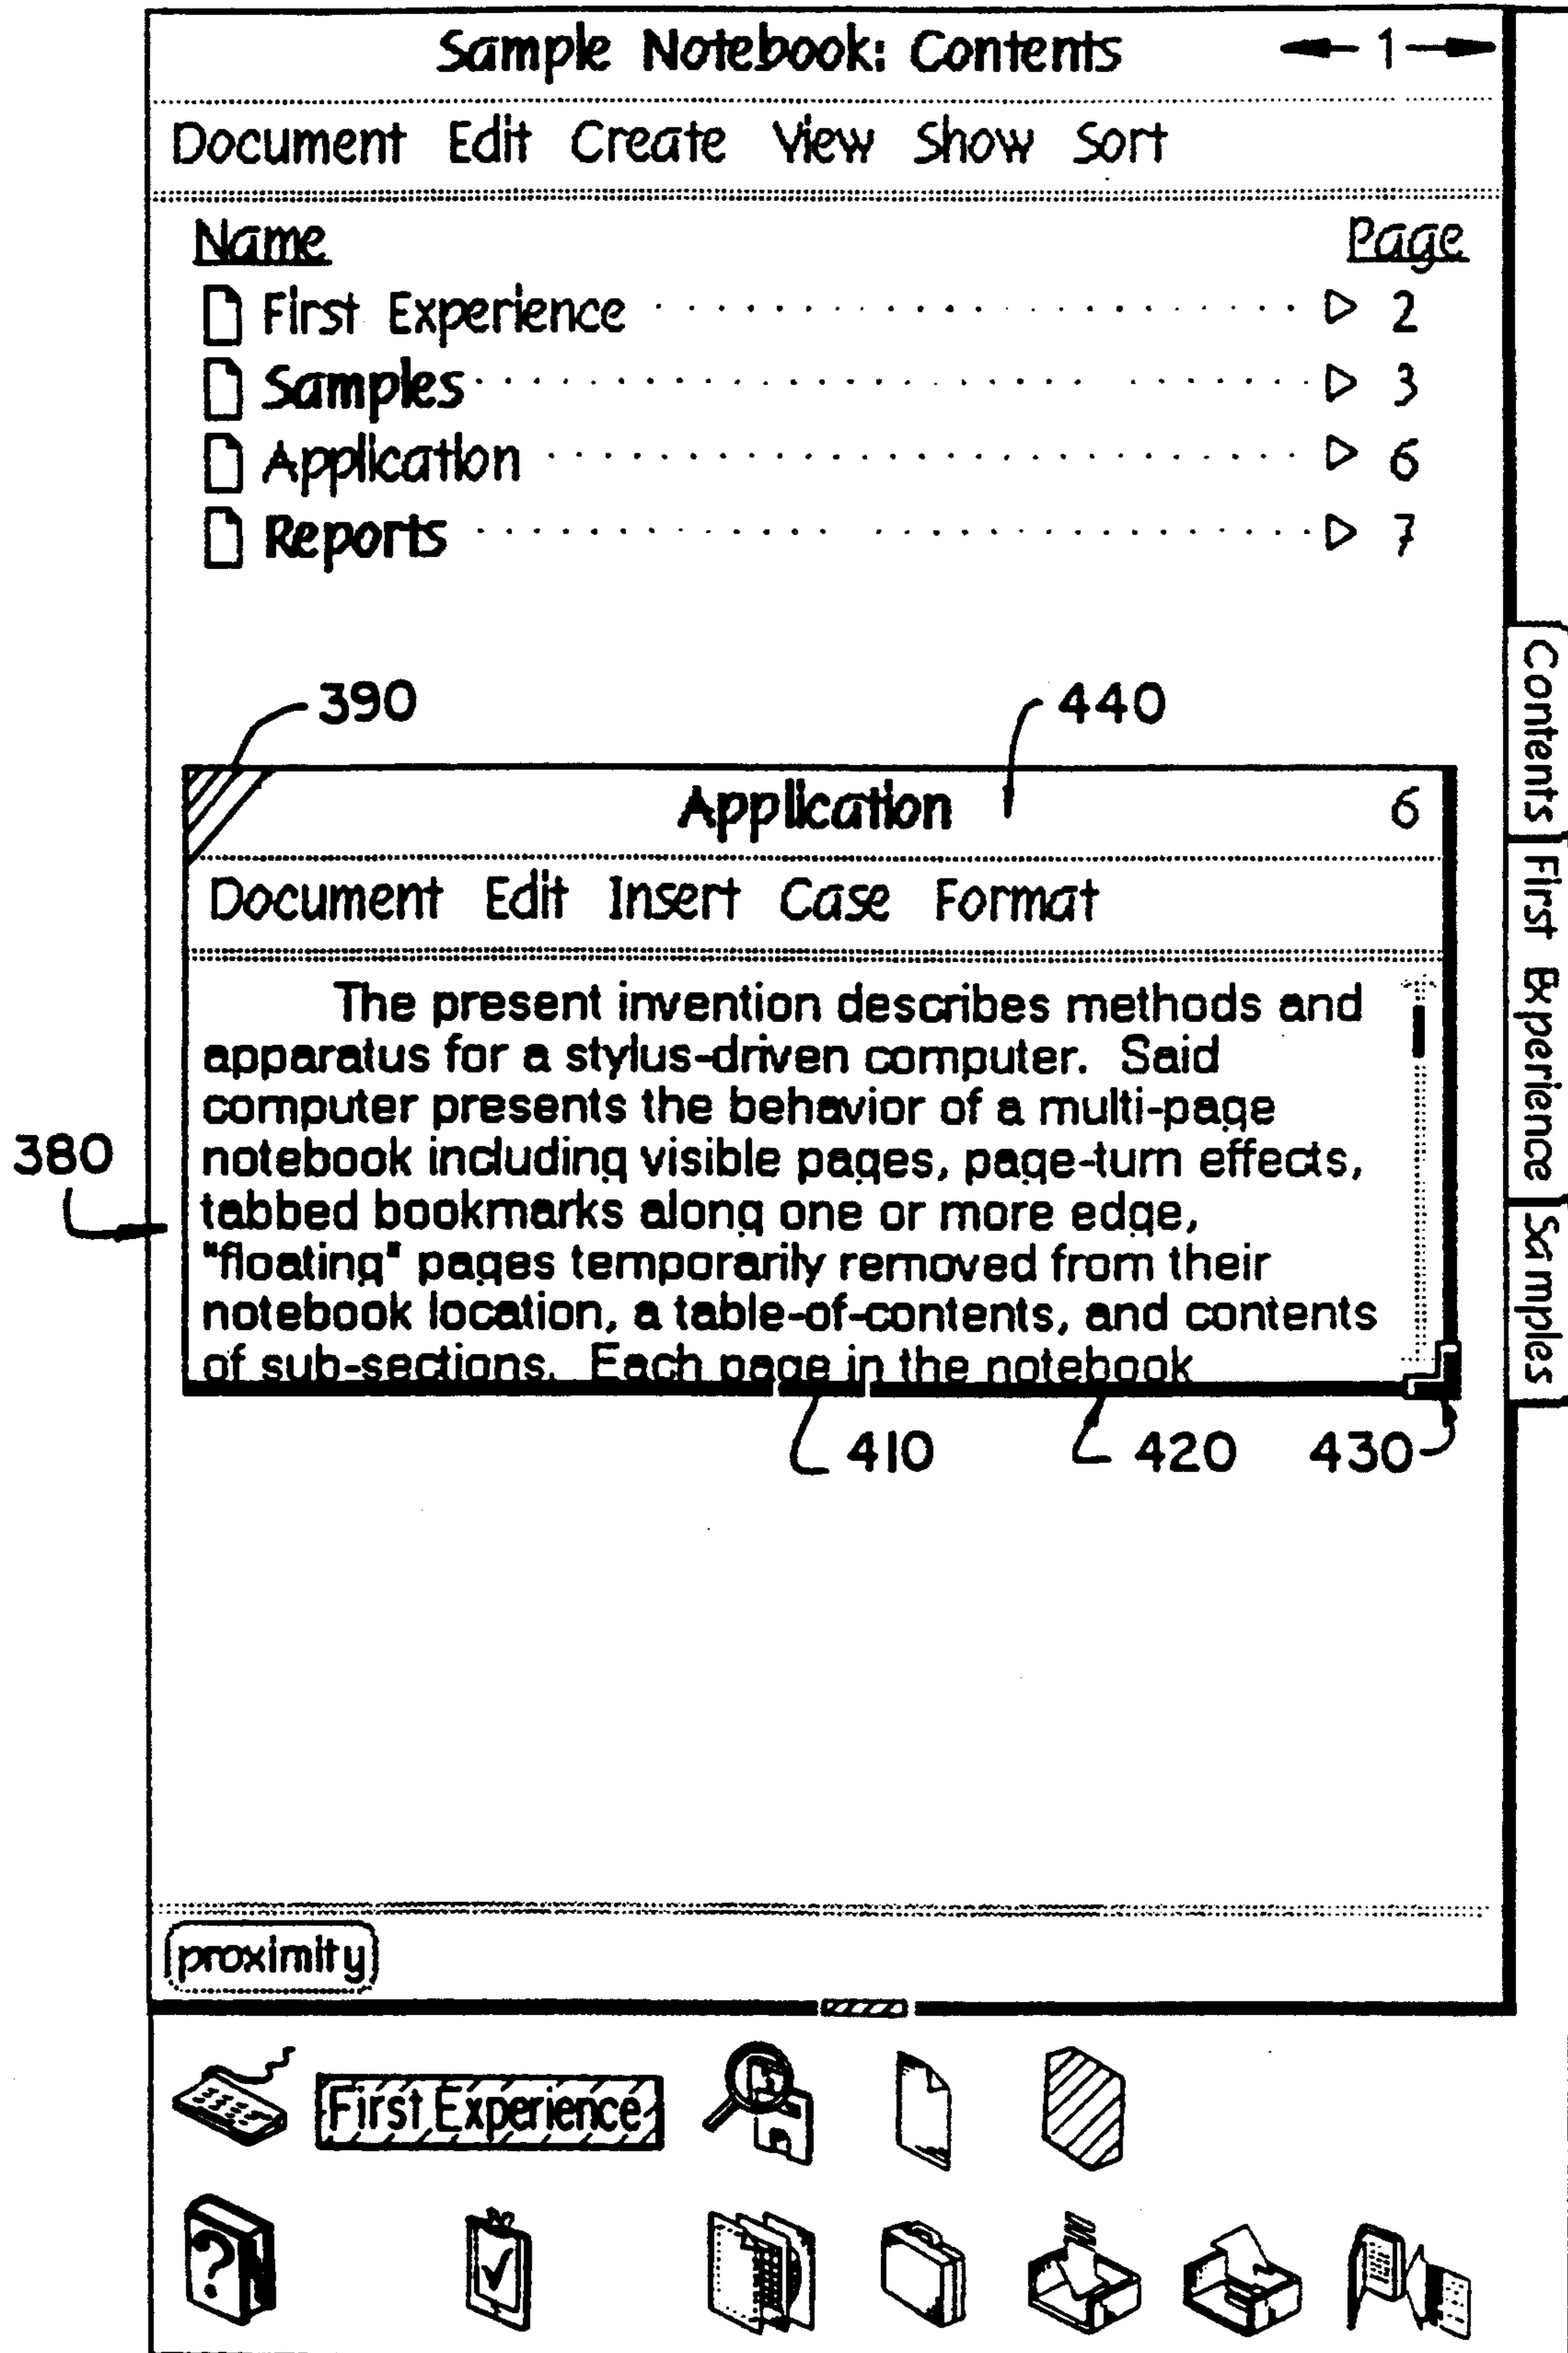 Sample Notebook: Contents 1
Document Edit Create View Show Sort
Name Page
First Experience 2
Samples 3
Application 6
Reports 7
390
440
Application 6
Document Edit Insert Case Format
The present invention describes methods and
apparatus for a stylus-driven computer. Said
computer presents the behavior of a multi-page
notebook including visible pages, page-turn effects,
tabbed bookmarks along one or more edge,
"floating" pages temporarily removed from their
notebook location, a table-of-contents, and contents
of sub-sections. Each page in the notebook
380
410 420 430
Contents
First Experience
Samples
proximity
First Experience
?